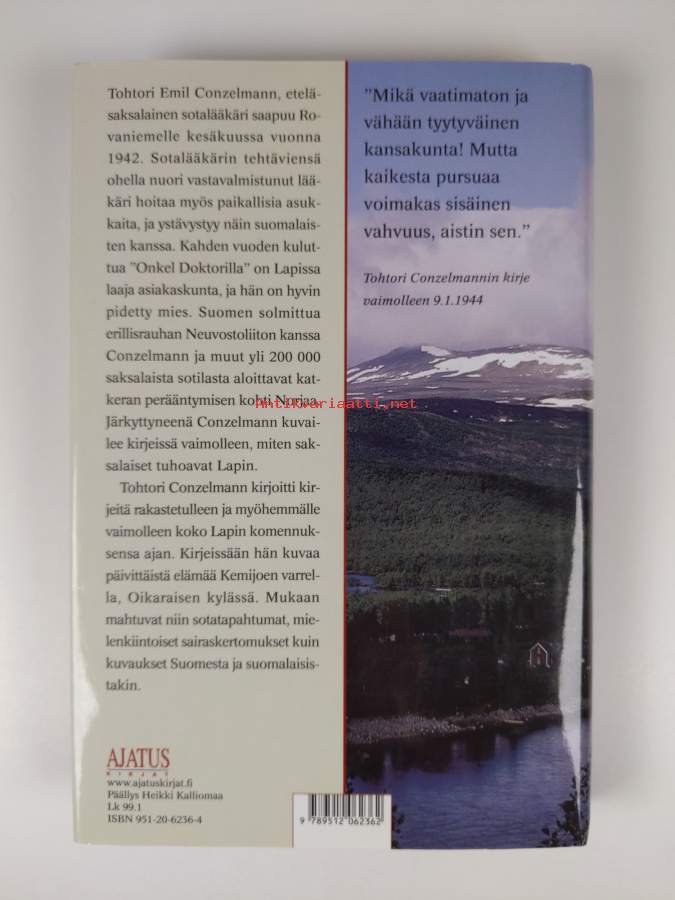 Tohtori Emil Conzelmann, etelä-
saksalainen sotalääkäri saapuu Ro-
vaniemelle kesäkuussa vuonna
1942. Sotalääkärin tehtäviensä
ohella nuori vastavalmistunut lää-
käri hoitaa myös paikallisia asuk-
kaita, ja ystävystyy näin suomalais-
ten kanssa. Kahden vuoden kulut-
tua ”Onkel Doktorilla” on Lapissa
laaja asiakaskunta, ja hän on hyvin
pidetty mies. Suomen solmittua
erillisrauhan Neuvostoliiton kanssa
Conzelmann ja muut yli 200 000
saksalaista sotilasta aloittavat kat-
keran perääntymisen kohti Norjaa.
Järkyttyneenä Conzelmann kuvai-
lee kirjeissä vaimolleen, miten sak-
salaiset tuhoavat Lapin.
Tohtori Conzelmann kirjoitti kir-
jeitä rakastetulleen ja myöhemmälle
vaimolleen koko Lapin komennuk-
sensa ajan. Kirjeissään hän kuvaa
päivittäistä elämää Kemijoen varrel-
la, Oikaraisen kylässä. Mukaan
mahtuvat niin sotatapahtumat, mie-
lenkiintoiset sairaskertomukset kuin
kuvaukset Suomesta ja suomalaisis-
takin.
AJATUS
KIRJAT
www.ajatuskirjat.fi
Päällys Heikki Kalliomaa
Lk 99.1
ISBN 951-20-6236-4
”Mikä vaatimaton ja
vähään tyytyväinen
kansakunta! Mutta
kaikesta pursuaa
voimakas sisäinen
vahvuus, aistin sen.”
Tohtori Conzelmannin kirje
vaimolleen 9.1.1944
Antikvariaatti.net
9 789512 062362